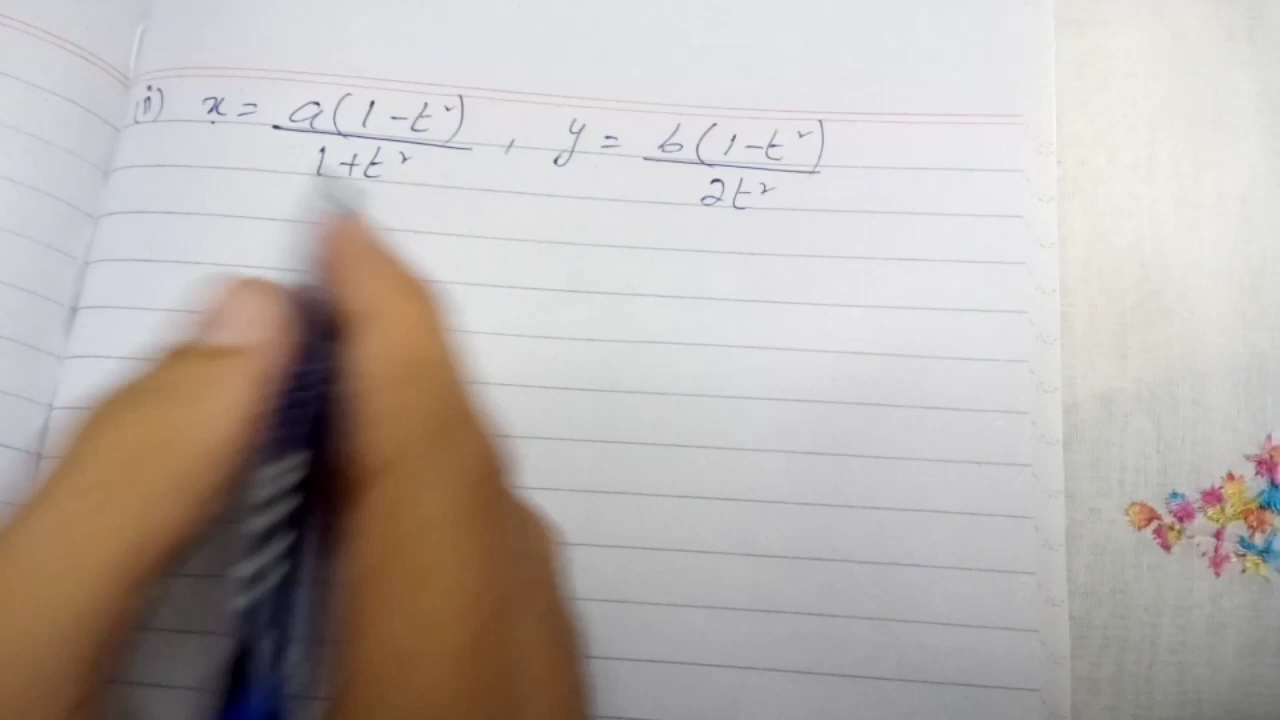 ii) x = a(1-t²)/1+t² , y = b(1-t²)/2t²